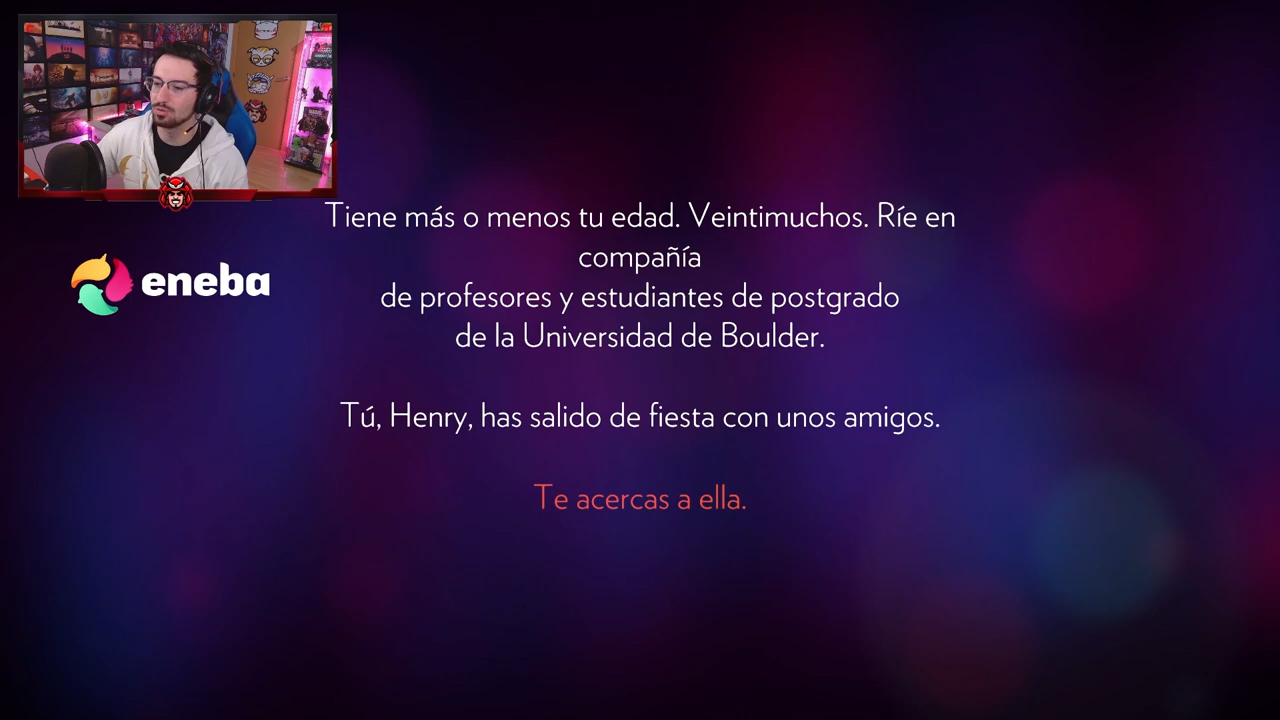 eneba
Tiene más o menos tu edad. Veintimuchos. Ríe en
compañía
de profesores y estudiantes de postgrado
de la Universidad de Boulder.
Tú, Henry, has salido de fiesta con unos amigos.
Te acercas a ella.